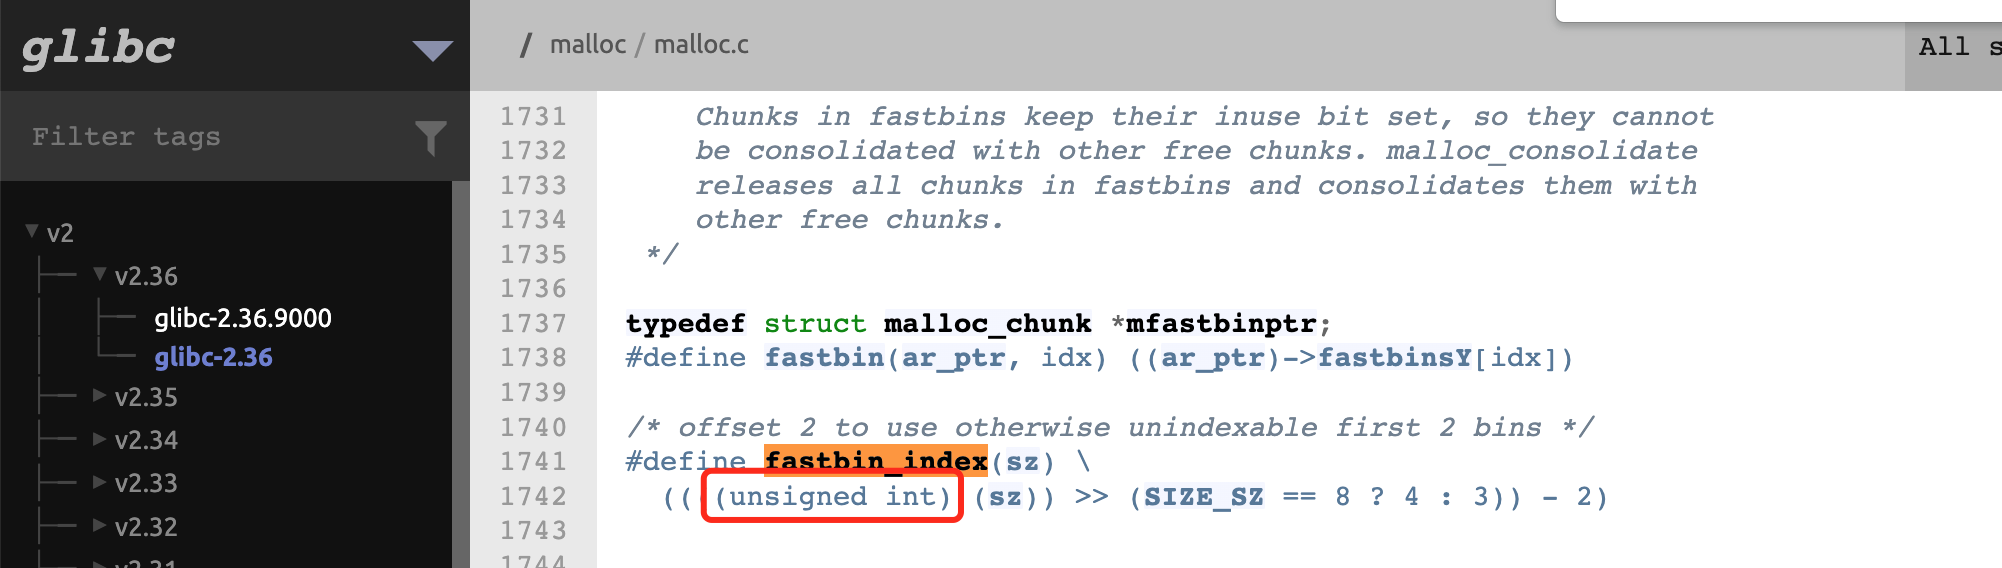 glibc
/ malloc / malloc.c
All s
Filter tags
v2
v2.36
glibc-2.36.9000
glibc-2.36
v2.35
v2.34
v2.33
v2.32
v2.31
1731 Chunks in fastbins keep their inuse bit set, so they cannot
1732 be consolidated with other free chunks. malloc_consolidate
1733 releases all chunks in fastbins and consolidates them with
1734 other free chunks.
1735 */
1736
1737 typedef struct malloc_chunk *mfastbinptr;
1738 #define fastbin(ar_ptr, idx) ((ar_ptr)->fastbinsY[idx])
1739
1740 /* offset 2 to use otherwise unindexable first 2 bins */
1741 #define fastbin_index(sz) \
1742 ((((unsigned int) (sz)) >> (SIZE_SZ == 8 ? 4 : 3)) - 2)
1743
1744